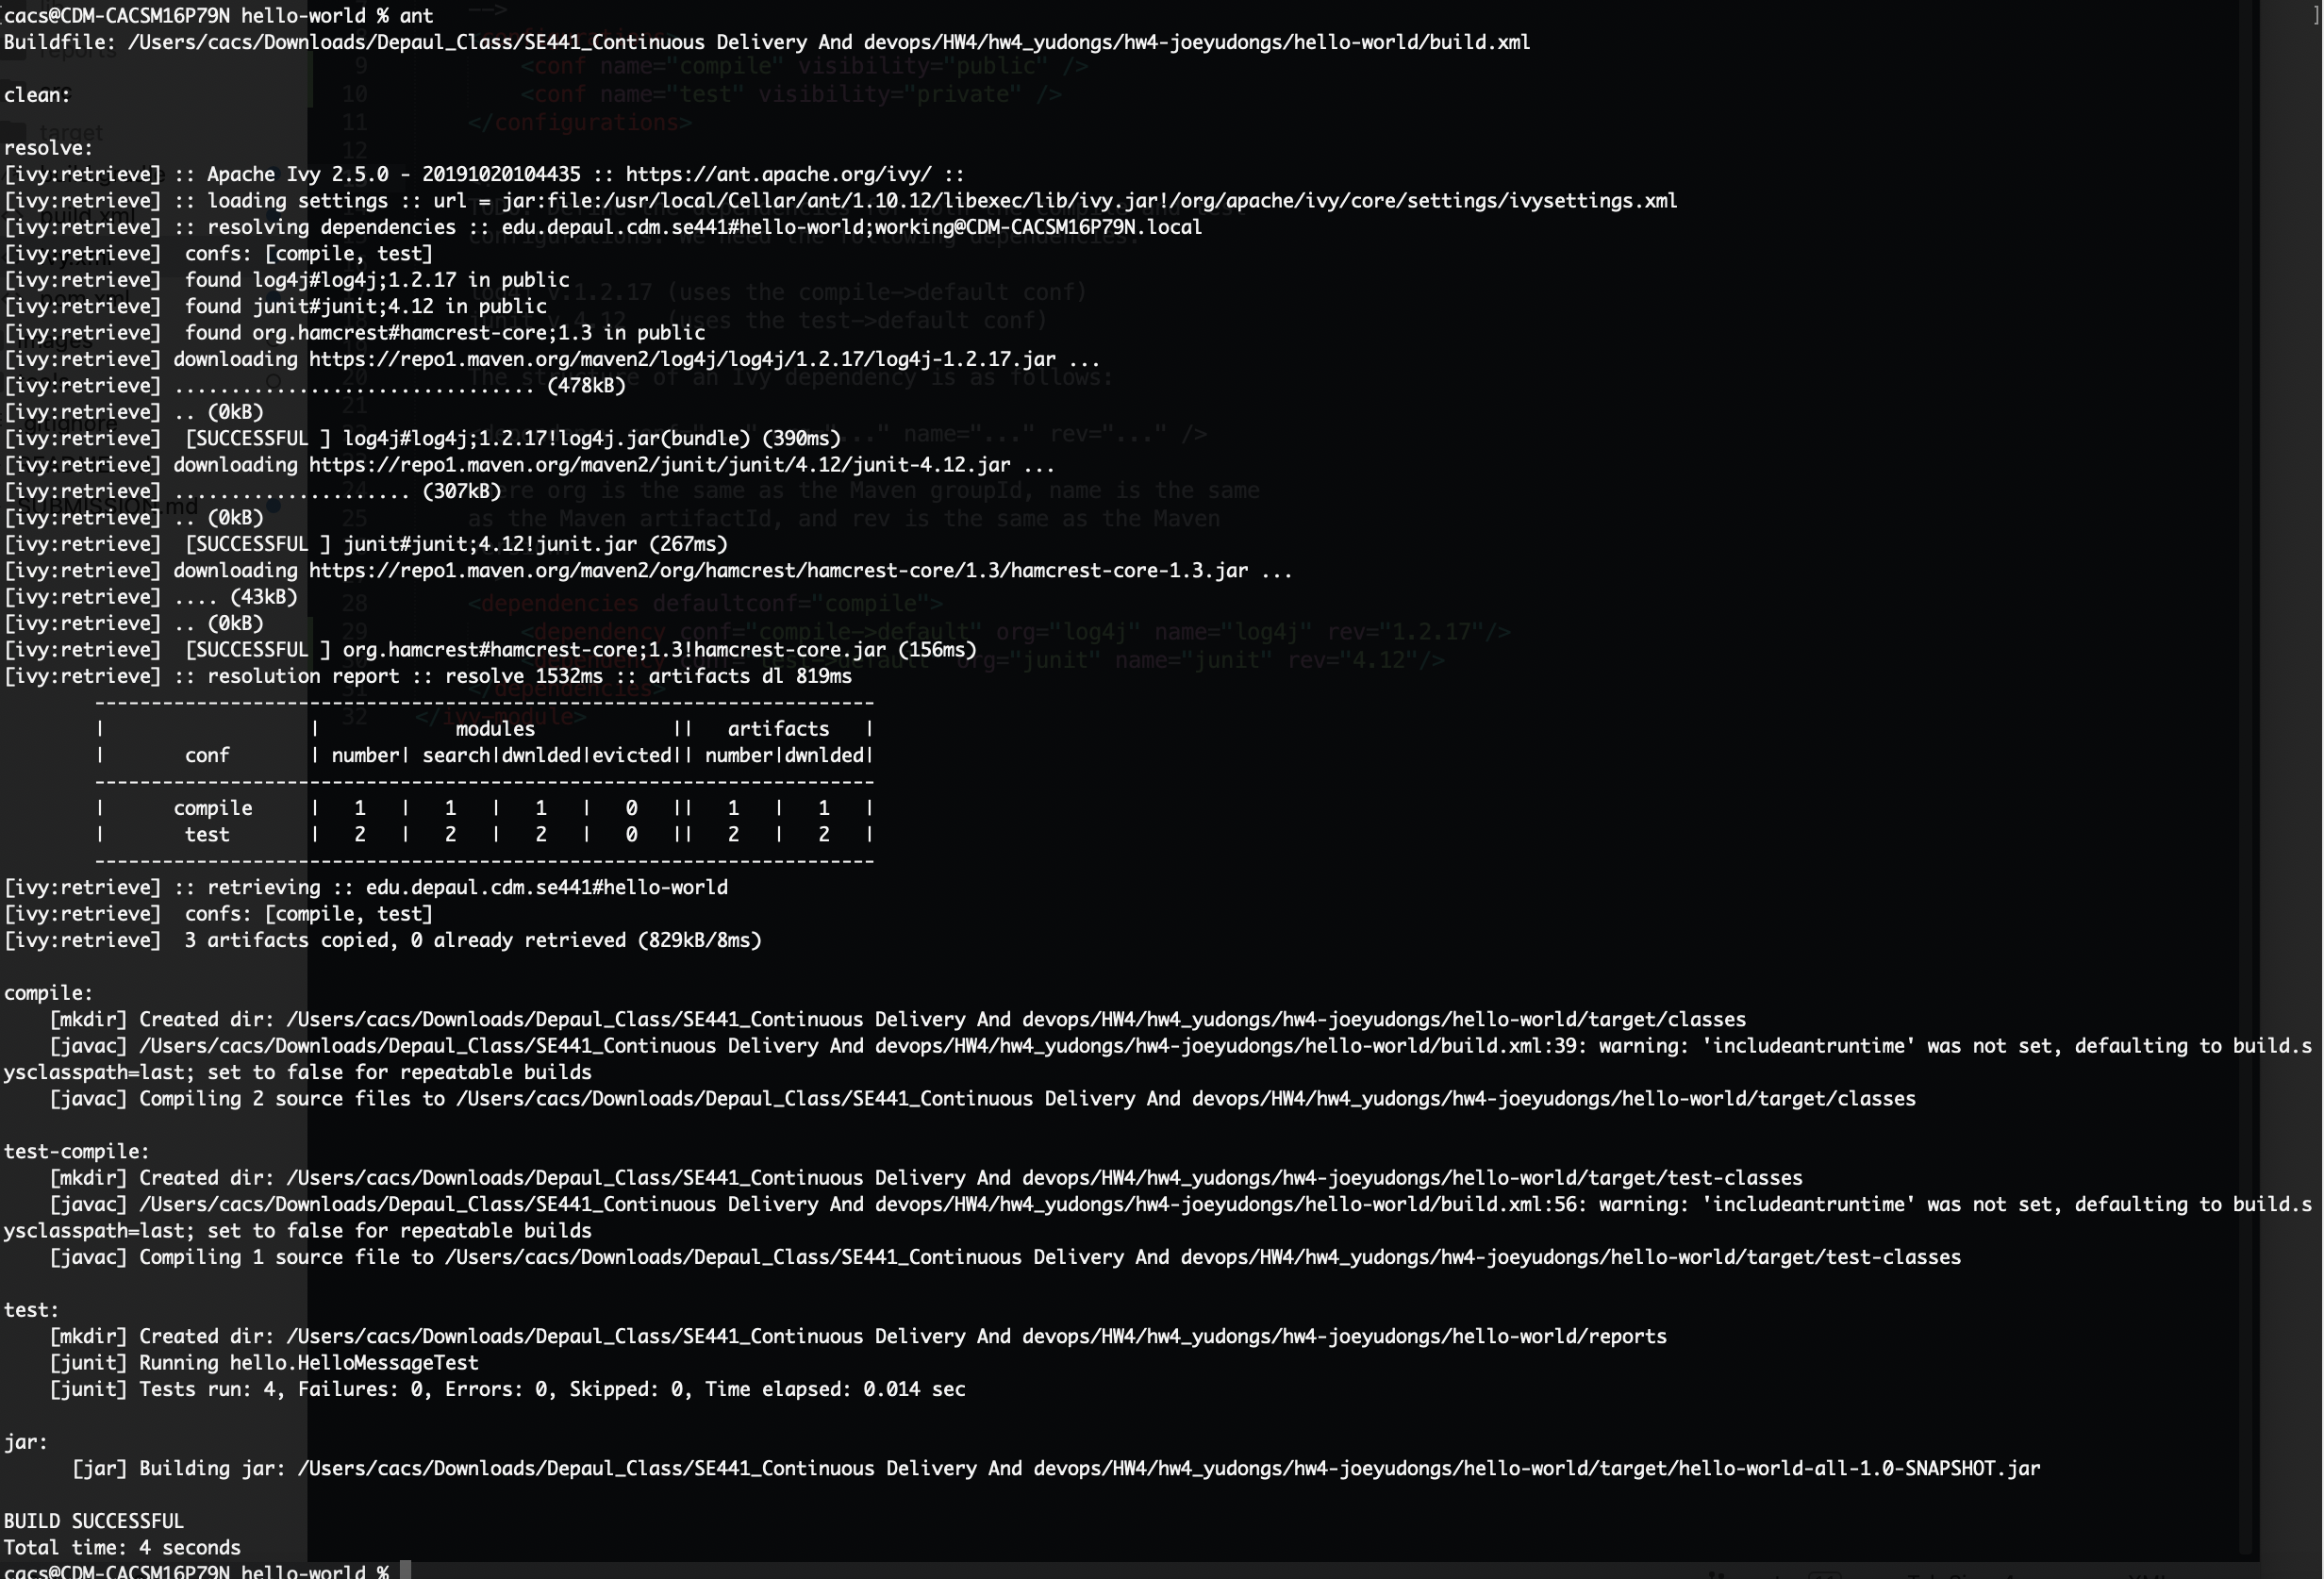 cacs@CDM-CACSM16P79N hello-world % ant
Buildfile: /Users/cacs/Downloads/Depaul_Class/SE441_Continuous Delivery And devops/HW4/hw4_yudongs/hw4-joeyudongs/hello-world/build.xml
clean:
resolve:
[ivy:retrieve] :: Apache Ivy 2.5.0 - 20191020104435 :: https://ant.apache.org/ivy/ ::
[ivy:retrieve] :: loading settings :: url = jar:file:/usr/local/Cellar/ant/1.10.12/libexec/lib/ivy.jar!/org/apache/ivy/core/settings/ivysettings.xml
[ivy:retrieve] :: resolving dependencies :: edu.depaul.cdm.se441#hello-world;working@CDM-CACSM16P79N.local
[ivy:retrieve]  confs: [compile, test]
[ivy:retrieve]  found log4j#log4j;1.2.17 in public
[ivy:retrieve]  found junit#junit;4.12 in public
[ivy:retrieve]  found org.hamcrest#hamcrest-core;1.3 in public
[ivy:retrieve] downloading https://repo1.maven.org/maven2/log4j/log4j/1.2.17/log4j-1.2.17.jar ...
[ivy:retrieve] ................................ (478kB)
[ivy:retrieve] .. (0kB)
[ivy:retrieve]  [SUCCESSFUL ] log4j#log4j;1.2.17!log4j.jar(bundle) (390ms)
[ivy:retrieve] downloading https://repo1.maven.org/maven2/junit/junit/4.12/junit-4.12.jar ...
[ivy:retrieve] ..................... (307kB)
[ivy:retrieve] .. (0kB)
[ivy:retrieve]  [SUCCESSFUL ] junit#junit;4.12!junit.jar (267ms)
[ivy:retrieve] downloading https://repo1.maven.org/maven2/org/hamcrest/hamcrest-core/1.3/hamcrest-core-1.3.jar ...
[ivy:retrieve] .... (43kB)
[ivy:retrieve] .. (0kB)
[ivy:retrieve]  [SUCCESSFUL ] org.hamcrest#hamcrest-core;1.3!hamcrest-core.jar (156ms)
[ivy:retrieve] :: resolution report :: resolve 1532ms :: artifacts dl 819ms
---------------------------------------------------------------------
|                  |            modules            ||   artifacts   |
|       conf       | number| search|dwnlded|evicted|| number|dwnlded|
---------------------------------------------------------------------
|      compile     |   1   |   1   |   1   |   0   ||   1   |   1   |
|       test       |   2   |   2   |   2   |   0   ||   2   |   2   |
---------------------------------------------------------------------
[ivy:retrieve] :: retrieving :: edu.depaul.cdm.se441#hello-world
[ivy:retrieve]  confs: [compile, test]
[ivy:retrieve]  3 artifacts copied, 0 already retrieved (829kB/8ms)
compile:
[mkdir] Created dir: /Users/cacs/Downloads/Depaul_Class/SE441_Continuous Delivery And devops/HW4/hw4_yudongs/hw4-joeyudongs/hello-world/target/classes
[javac] /Users/cacs/Downloads/Depaul_Class/SE441_Continuous Delivery And devops/HW4/hw4_yudongs/hw4-joeyudongs/hello-world/build.xml:39: warning: 'includeantruntime' was not set, defaulting to build.s
ysclasspath=last; set to false for repeatable builds
[javac] Compiling 2 source files to /Users/cacs/Downloads/Depaul_Class/SE441_Continuous Delivery And devops/HW4/hw4_yudongs/hw4-joeyudongs/hello-world/target/classes
test-compile:
[mkdir] Created dir: /Users/cacs/Downloads/Depaul_Class/SE441_Continuous Delivery And devops/HW4/hw4_yudongs/hw4-joeyudongs/hello-world/target/test-classes
[javac] /Users/cacs/Downloads/Depaul_Class/SE441_Continuous Delivery And devops/HW4/hw4_yudongs/hw4-joeyudongs/hello-world/build.xml:56: warning: 'includeantruntime' was not set, defaulting to build.s
ysclasspath=last; set to false for repeatable builds
[javac] Compiling 1 source file to /Users/cacs/Downloads/Depaul_Class/SE441_Continuous Delivery And devops/HW4/hw4_yudongs/hw4-joeyudongs/hello-world/target/test-classes
test:
[mkdir] Created dir: /Users/cacs/Downloads/Depaul_Class/SE441_Continuous Delivery And devops/HW4/hw4_yudongs/hw4-joeyudongs/hello-world/reports
[junit] Running hello.HelloMessageTest
[junit] Tests run: 4, Failures: 0, Errors: 0, Skipped: 0, Time elapsed: 0.014 sec
jar:
[jar] Building jar: /Users/cacs/Downloads/Depaul_Class/SE441_Continuous Delivery And devops/HW4/hw4_yudongs/hw4-joeyudongs/hello-world/target/hello-world-all-1.0-SNAPSHOT.jar
BUILD SUCCESSFUL
Total time: 4 seconds
cacs@CDM-CACSM16P79N hello-world %